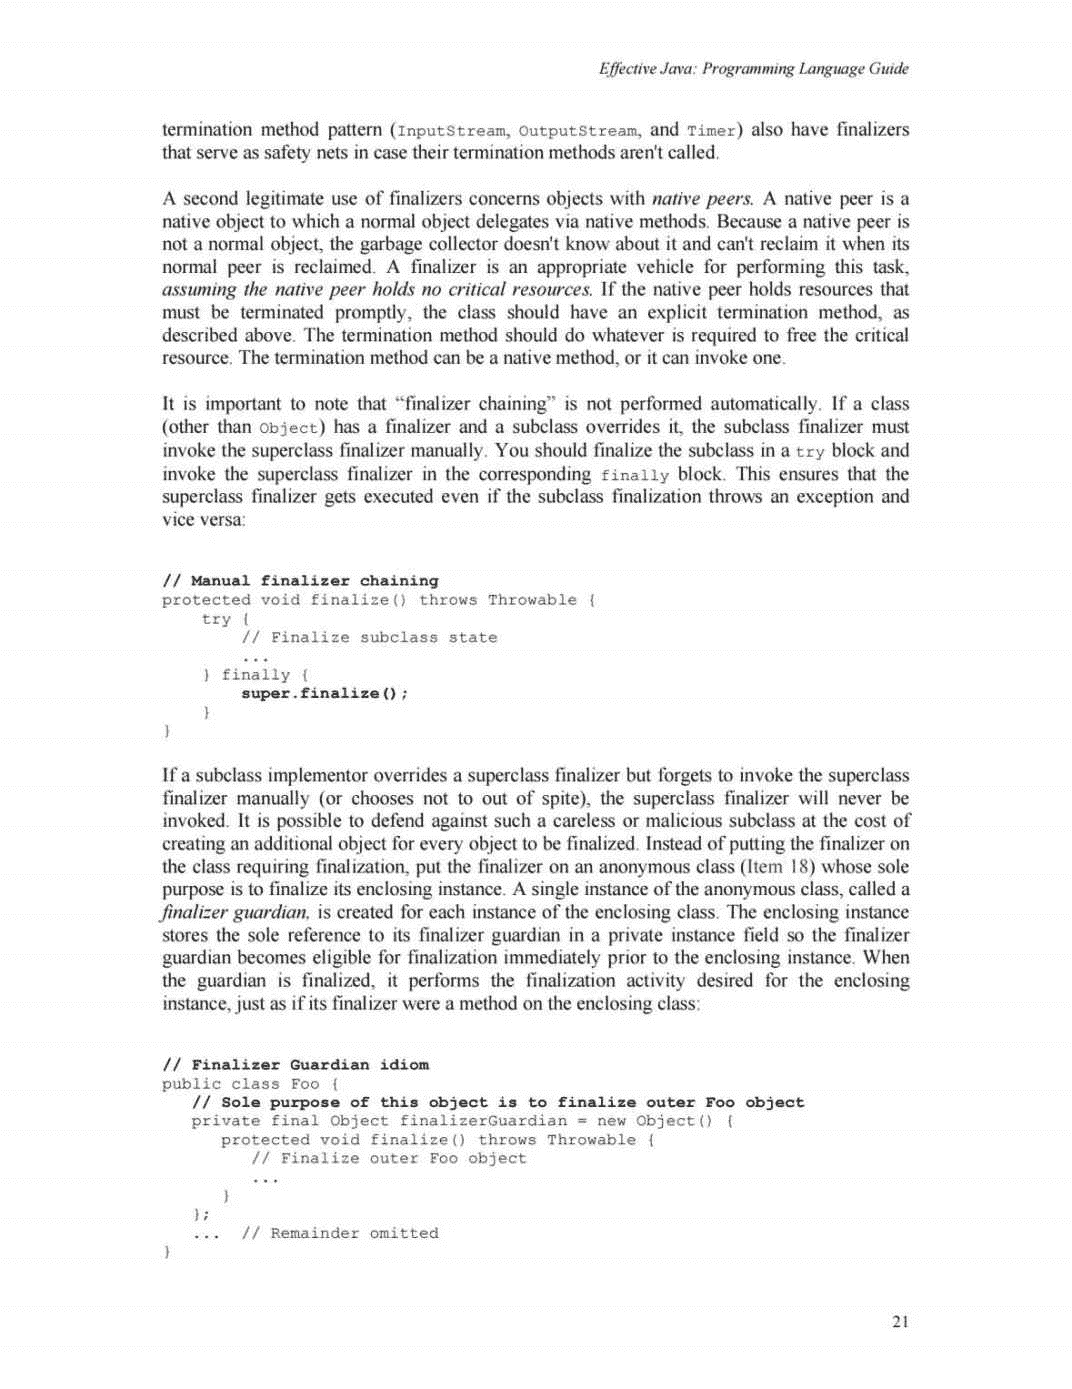 Effective Java: Programming Language Guide
termination method pattern (InputStream, OutputStream, and Timer) also have finalizers
that serve as safety nets in case their termination methods aren't called.
A second legitimate use of finalizers concerns objects with native peers. A native peer is a
native object to which a normal object delegates via native methods. Because a native peer is
not a normal object, the garbage collector doesn't know about it and can't reclaim it when its
normal peer is reclaimed. A finalizer is an appropriate vehicle for performing this task,
assuming the native peer holds no critical resources. If the native peer holds resources that
must be terminated promptly, the class should have an explicit termination method, as
described above. The termination method should do whatever is required to free the critical
resource. The termination method can be a native method, or it can invoke one.
It is important to note that “finalizer chaining” is not performed automatically. If a class
(other than Object) has a finalizer and a subclass overrides it, the subclass finalizer must
invoke the superclass finalizer manually. You should finalize the subclass in a try block and
invoke the superclass finalizer in the corresponding finally block. This ensures that the
superclass finalizer gets executed even if the subclass finalization throws an exception and
vice versa:
// Manual finalizer chaining
protected void finalize() throws Throwable {
    try {
        // Finalize subclass state
        ...
    } finally {
        super.finalize();
    }
}
If a subclass implementor overrides a superclass finalizer but forgets to invoke the superclass
finalizer manually (or chooses not to out of spite), the superclass finalizer will never be
invoked. It is possible to defend against such a careless or malicious subclass at the cost of
creating an additional object for every object to be finalized. Instead of putting the finalizer on
the class requiring finalization, put the finalizer on an anonymous class (Item 18) whose sole
purpose is to finalize its enclosing instance. A single instance of the anonymous class, called a
finalizer guardian, is created for each instance of the enclosing class. The enclosing instance
stores the sole reference to its finalizer guardian in a private instance field so the finalizer
guardian becomes eligible for finalization immediately prior to the enclosing instance. When
the guardian is finalized, it performs the finalization activity desired for the enclosing
instance, just as if its finalizer were a method on the enclosing class:
// Finalizer Guardian idiom
public class Foo {
   // Sole purpose of this object is to finalize outer Foo object
   private final Object finalizerGuardian = new Object() {
      protected void finalize() throws Throwable {
         // Finalize outer Foo object
         ...
      }
   };
   ...  // Remainder omitted
}
21